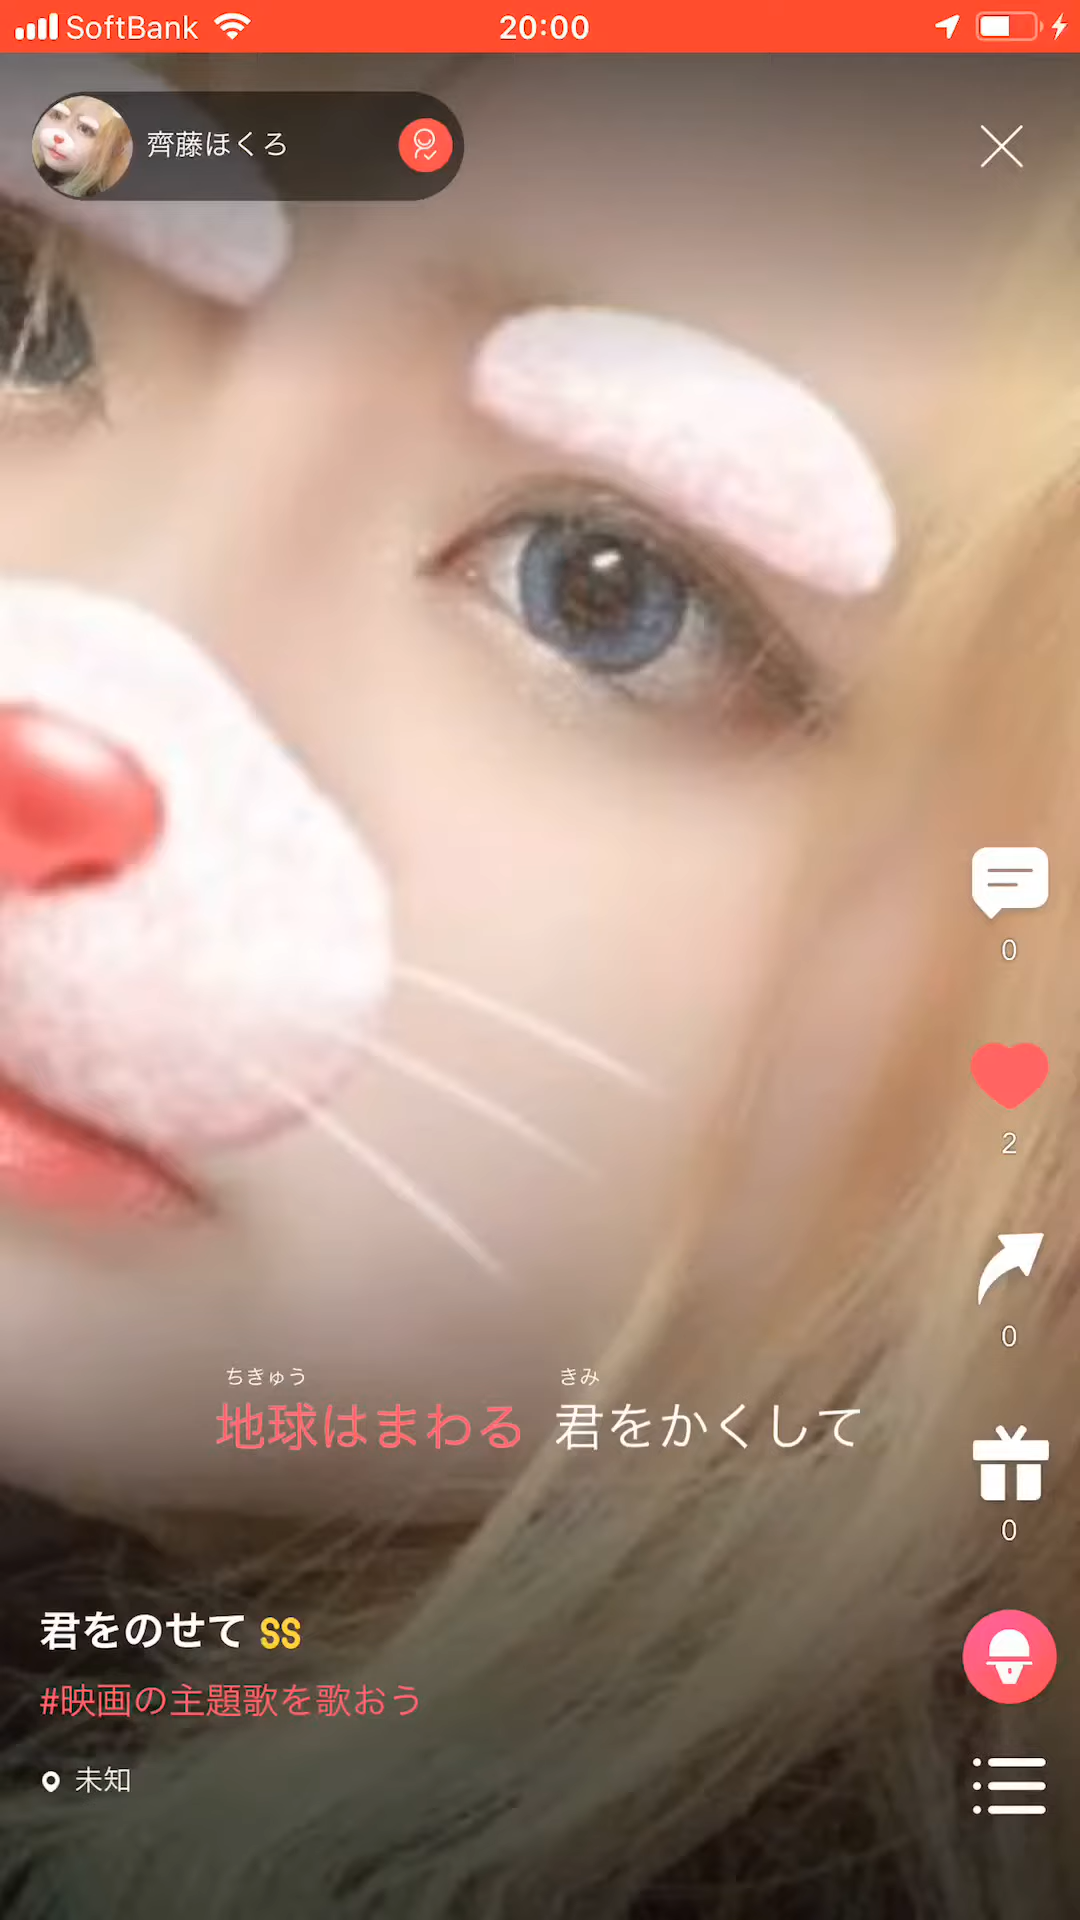 SoftBank 20:00
齊藤ほくろ
0
2
0
ちきゅう きみ
地球はまわる 君をかくして
0
君をのせて SS
#映画の主題歌を歌おう
未知